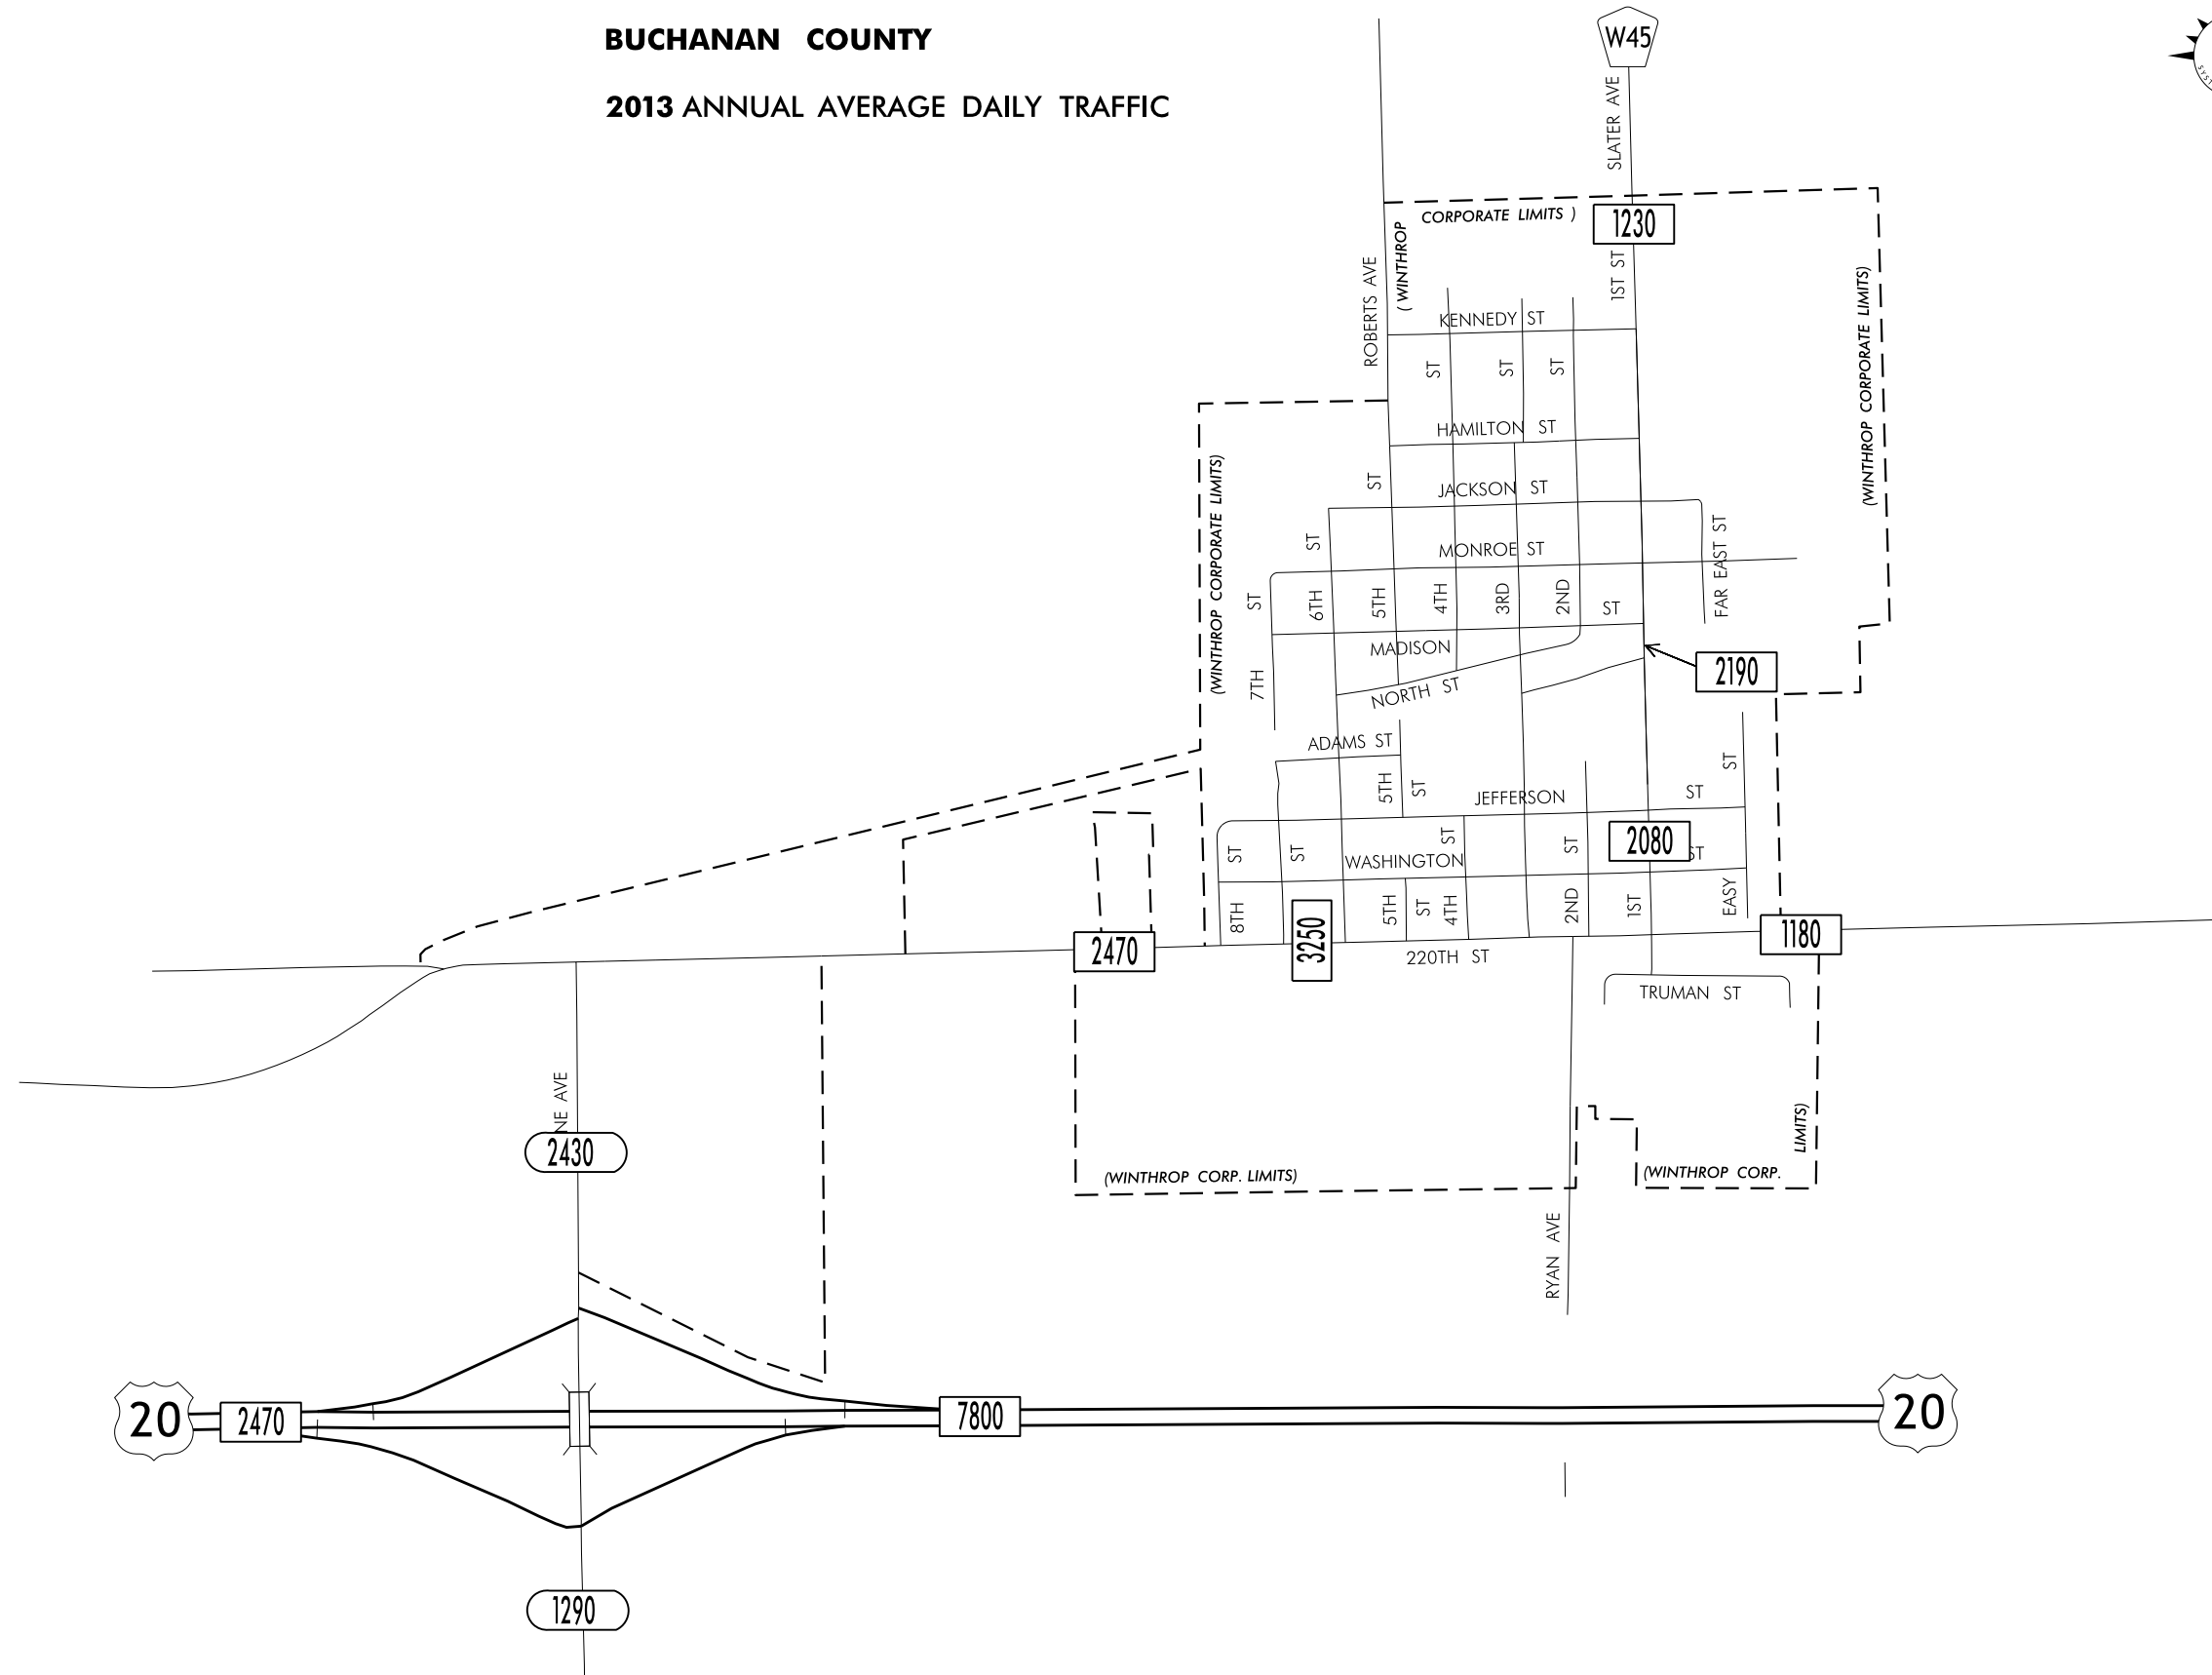 BUCHANAN COUNTY
2013 ANNUAL AVERAGE DAILY TRAFFIC
W45
SLATER AVE
CORPORATE LIMITS )
1230
( WINTHROP
1ST ST
ROBERTS AVE
(WINTHROP CORPORATE LIMITS)
KENNEDY ST
ST
ST
ST
HAMILTON ST
ST
JACKSON ST
(WINTHROP CORPORATE LIMITS)
ST
MONROE ST
FAR EAST ST
ST
6TH
5TH
4TH
3RD
2ND
ST
MADISON
2190
7TH
NORTH ST
ADAMS ST
5TH
ST
JEFFERSON
ST
ST
ST
ST
WASHINGTON
ST
ST
2080
ST
8TH
3250
5TH
ST
4TH
2ND
1ST
EASY
2470
220TH ST
1180
TRUMAN ST
NE AVE
2430
(WINTHROP CORP. LIMITS)
(WINTHROP CORP.
LIMITS)
RYAN AVE
20
2470
7800
20
1290